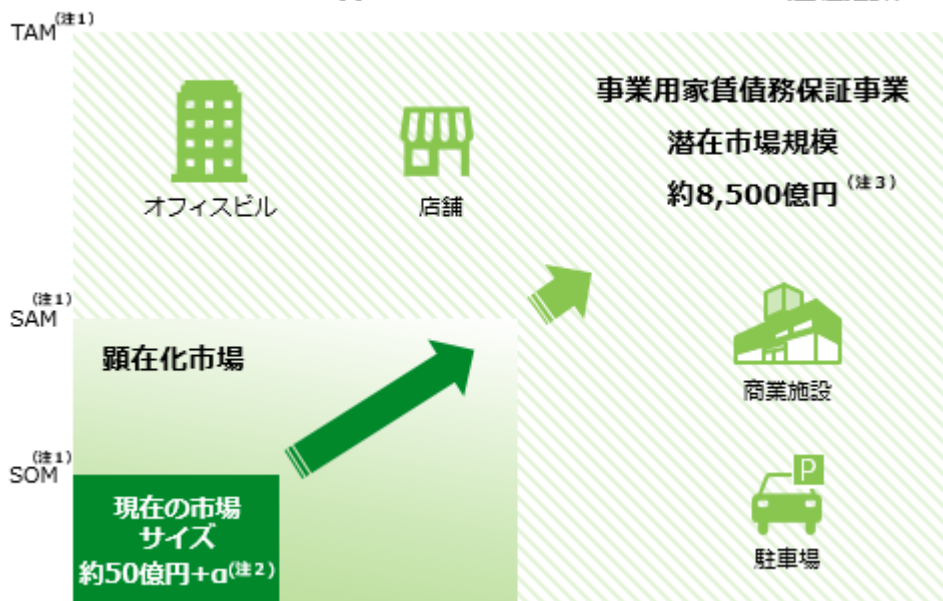 TAM(注1)
事業用家賃債務保証事業
潜在市場規模
約8,500億円(注3)
オフィスビル
店舗
SAM(注1)
顕在化市場
商業施設
SOM(注1)
現在の市場
サイズ
約50億円+α(注2)
P
駐車場